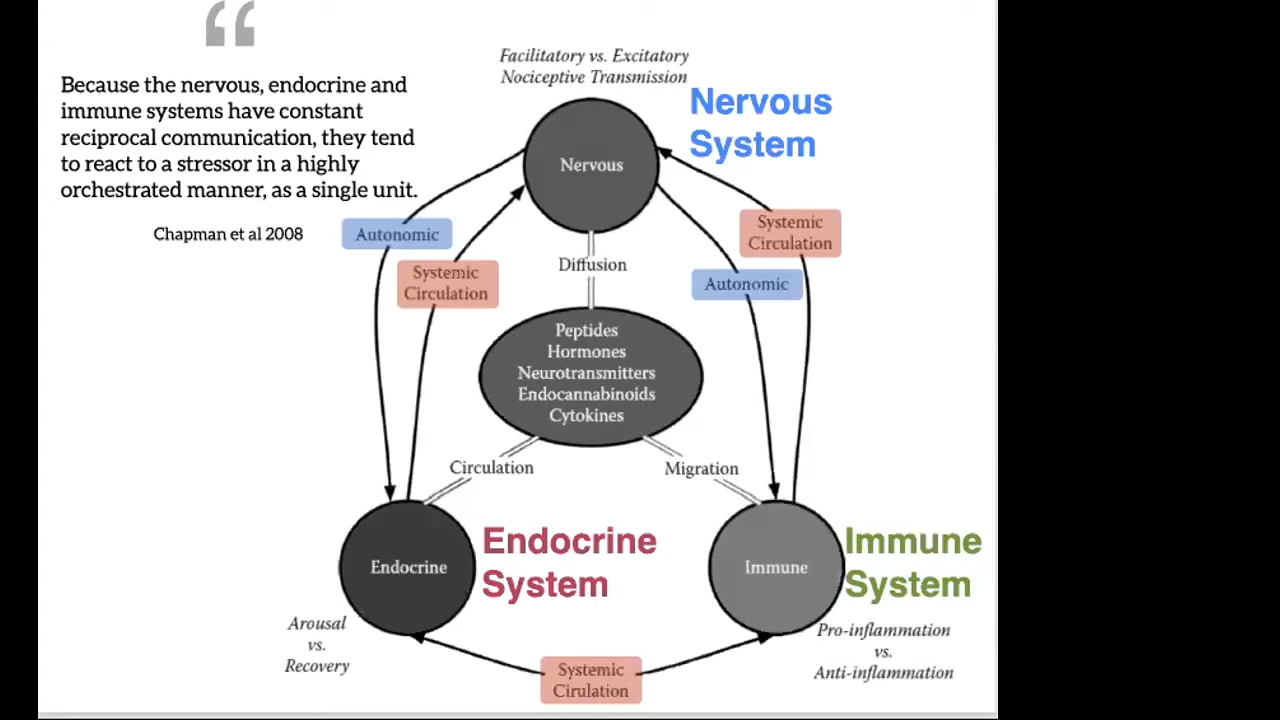 “
Because the nervous, endocrine and
immune systems have constant
reciprocal communication, they tend
to react to a stressor in a highly
orchestrated manner, as a single unit.
Chapman et al 2008
Facilitatory vs. Excitatory
Nociceptive Transmission
Nervous
System
Nervous
Autonomic
Systemic
Circulation
Diffusion
Systemic
Circulation
Autonomic
Peptides
Hormones
Neurotransmitters
Endocannabinoids
Cytokines
Circulation
Migration
Endocrine
Endocrine
System
Immune
Immune
System
Arousal
vs.
Recovery
Pro-inflammation
vs.
Anti-inflammation
Systemic
Cirulation